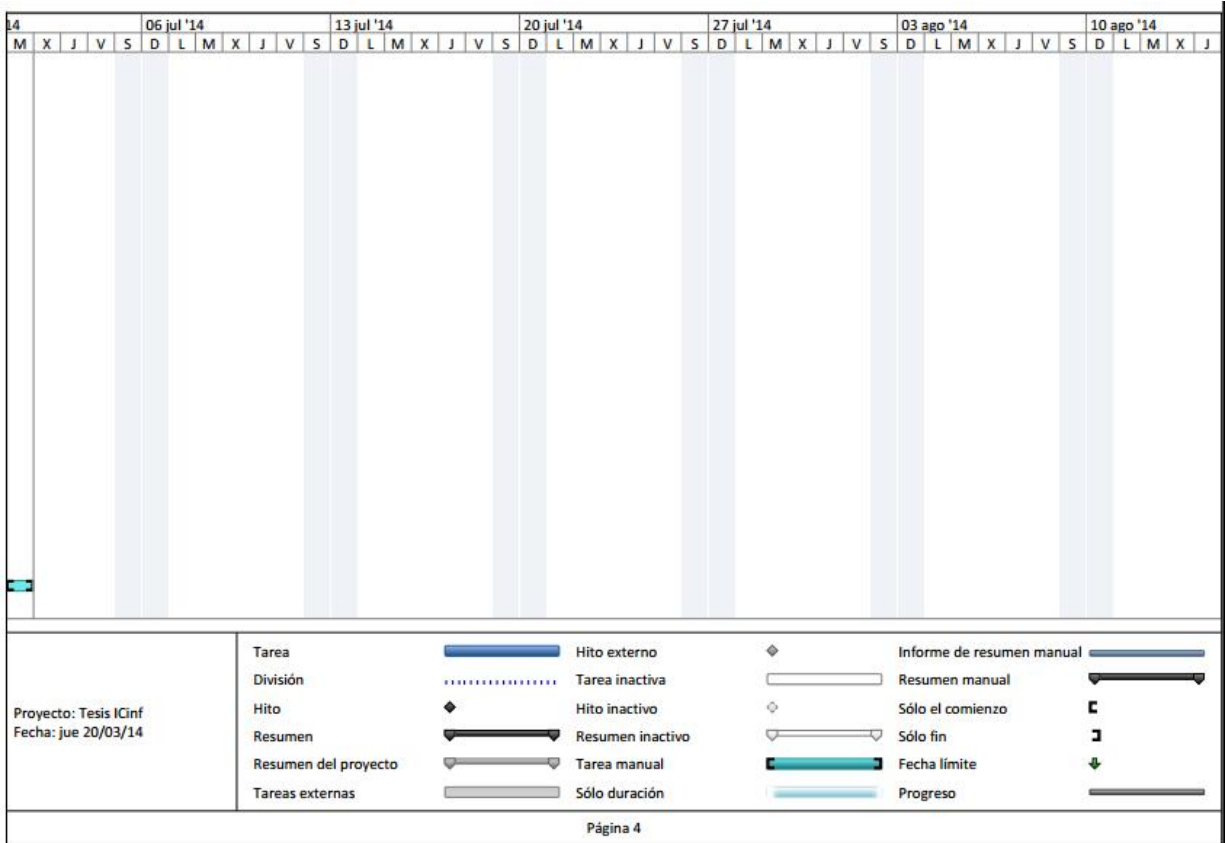 14 06 jul '14 13 jul '14 20 jul '14 27 jul '14 03 ago '14 10 ago '14
M X J V S D L M X J V S D L M X J V S D L M X J V S D L M X J V S D L M X J V S D L M X J
Proyecto: Tesis ICinf
Fecha: jue 20/03/14
Tarea
División
Hito
Resumen
Resumen del proyecto
Tareas externas
Hito externo
Tarea inactiva
Hito inactivo
Resumen inactivo
Tarea manual
Sólo duración
Informe de resumen manual
Resumen manual
Sólo el comienzo
Sólo fin
Fecha límite
Progreso
Página 4